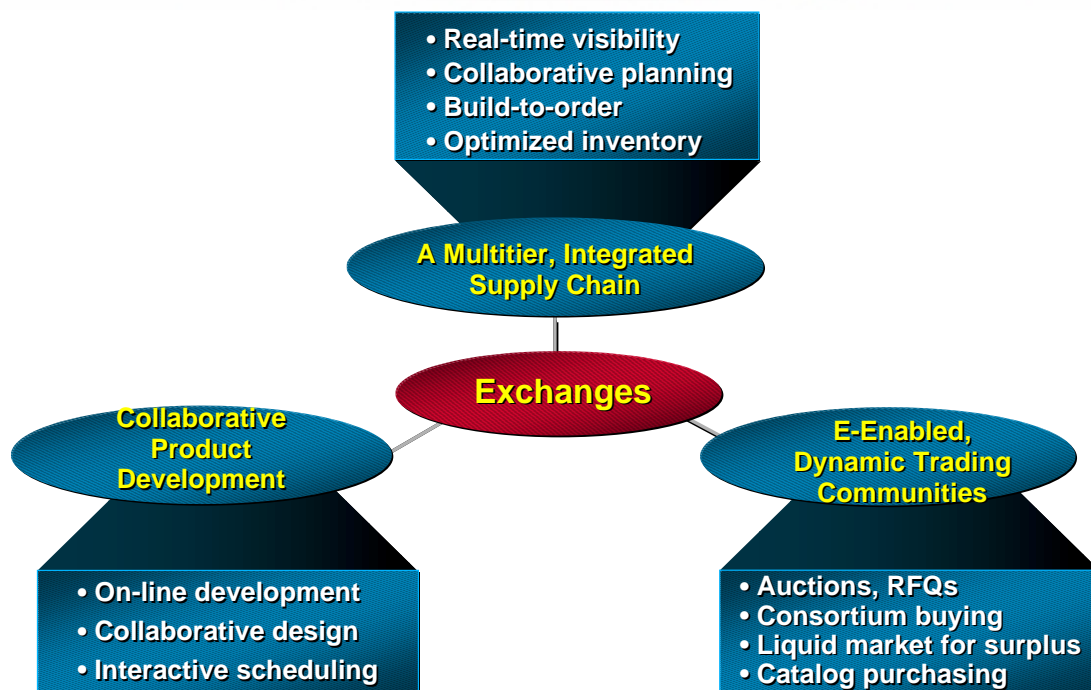 • Real-time visibility
• Collaborative planning
• Build-to-order
• Optimized inventory
A Multitier, Integrated
Supply Chain
Exchanges
Collaborative
Product
Development
E-Enabled,
Dynamic Trading
Communities
• On-line development
• Collaborative design
• Interactive scheduling
• Auctions, RFQs
• Consortium buying
• Liquid market for surplus
• Catalog purchasing